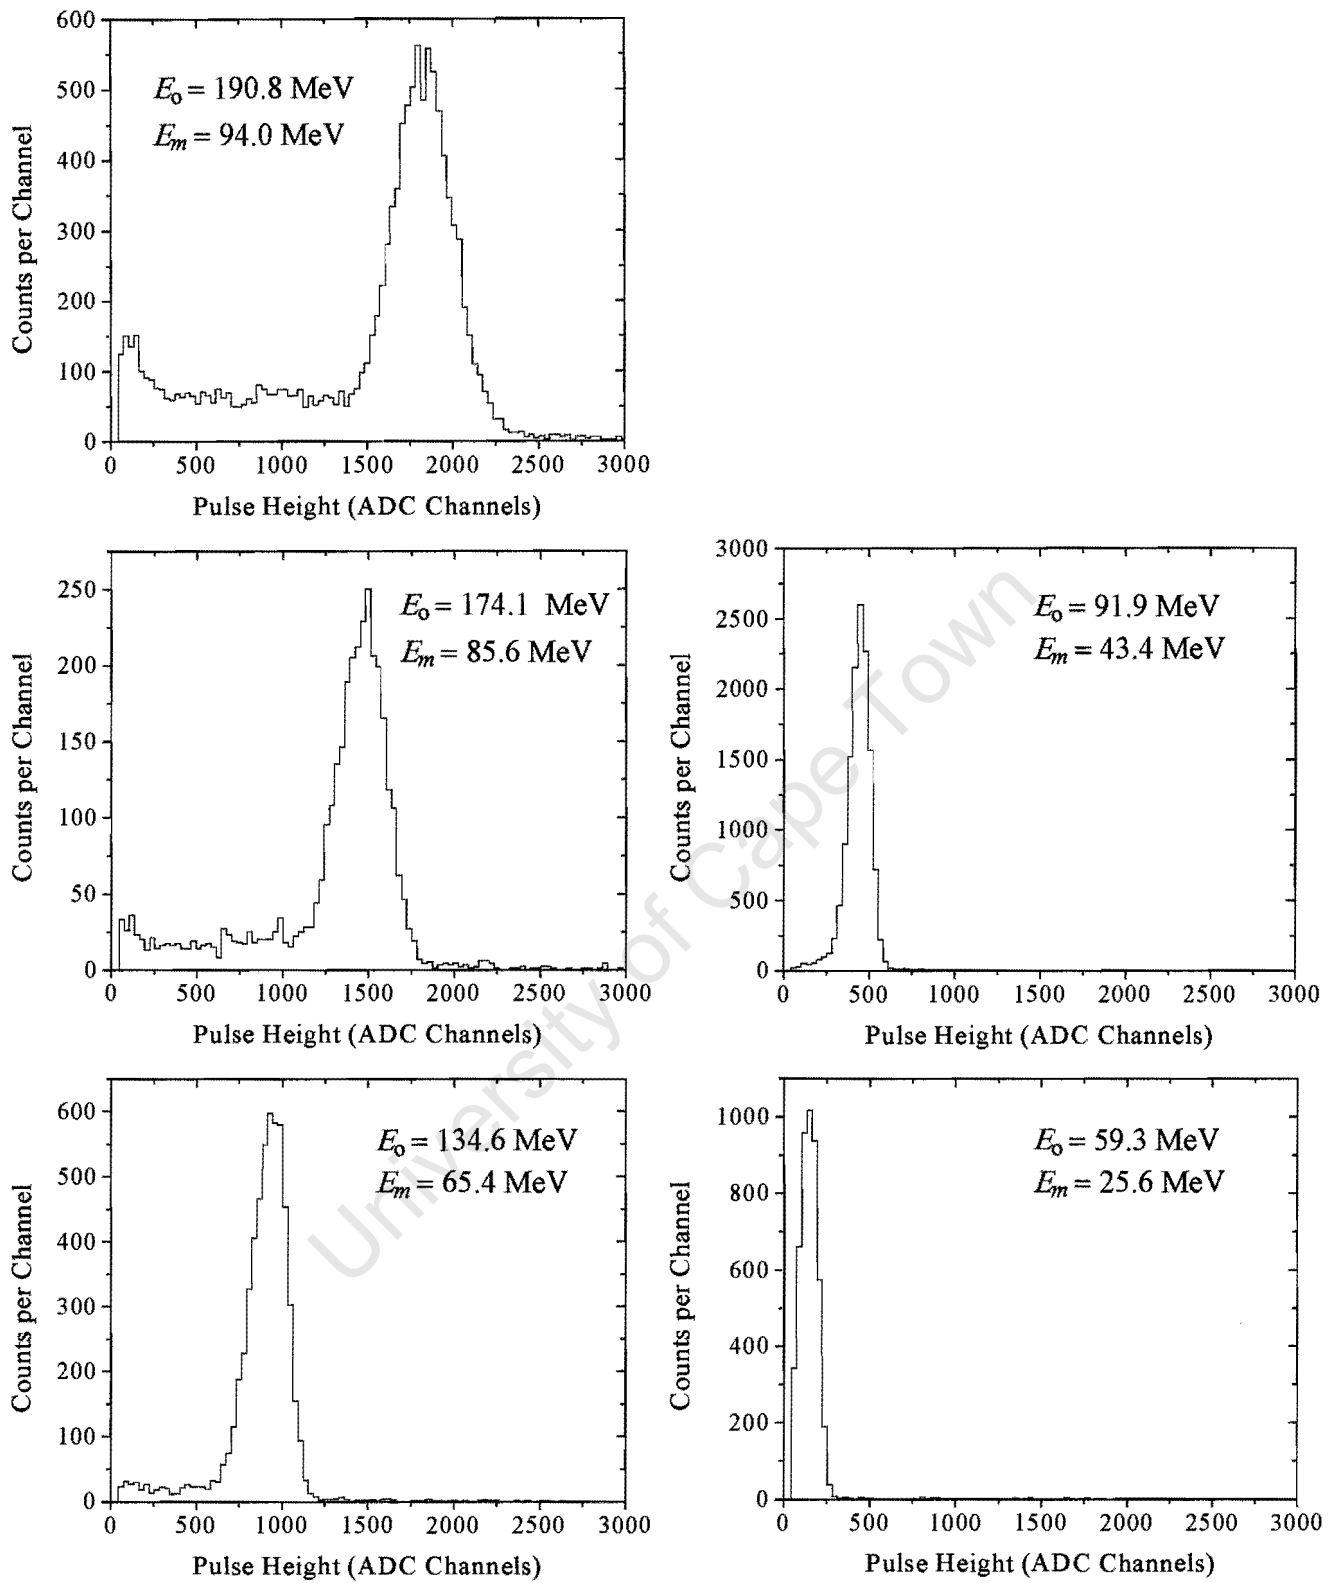 600
500
400
300
200
100
0
Counts per Channel
E₀ = 190.8 MeV
Eₘ = 94.0 MeV
0 500 1000 1500 2000 2500 3000
Pulse Height (ADC Channels)
250
200
150
100
50
0
Counts per Channel
E₀ = 174.1 MeV
Eₘ = 85.6 MeV
0 500 1000 1500 2000 2500 3000
Pulse Height (ADC Channels)
3000
2500
2000
1500
1000
500
0
Counts per Channel
E₀ = 91.9 MeV
Eₘ = 43.4 MeV
0 500 1000 1500 2000 2500 3000
Pulse Height (ADC Channels)
600
500
400
300
200
100
0
Counts per Channel
E₀ = 134.6 MeV
Eₘ = 65.4 MeV
0 500 1000 1500 2000 2500 3000
Pulse Height (ADC Channels)
1000
800
600
400
200
0
Counts per Channel
E₀ = 59.3 MeV
Eₘ = 25.6 MeV
0 500 1000 1500 2000 2500 3000
Pulse Height (ADC Channels)
University of Cape Town